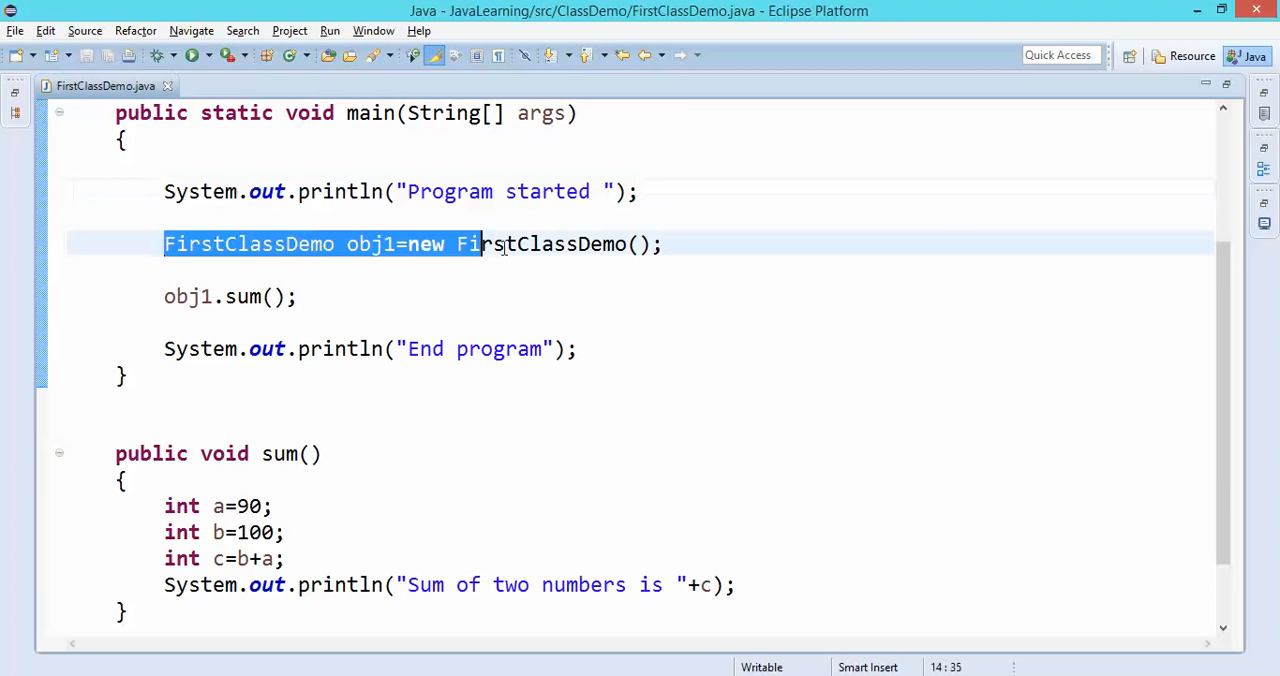 Java - JavaLearning/src/ClassDemo/FirstClassDemo.java - Eclipse Platform
File Edit Source Refactor Navigate Search Project Run Window Help
Quick Access Resource Java
FirstClassDemo.java
public static void main(String[] args)
{
System.out.println("Program started ");
FirstClassDemo obj1=new FirstClassDemo();
obj1.sum();
System.out.println("End program");
}
public void sum()
{
int a=90;
int b=100;
int c=b+a;
System.out.println("Sum of two numbers is "+c);
}
Writable Smart Insert 14 : 35